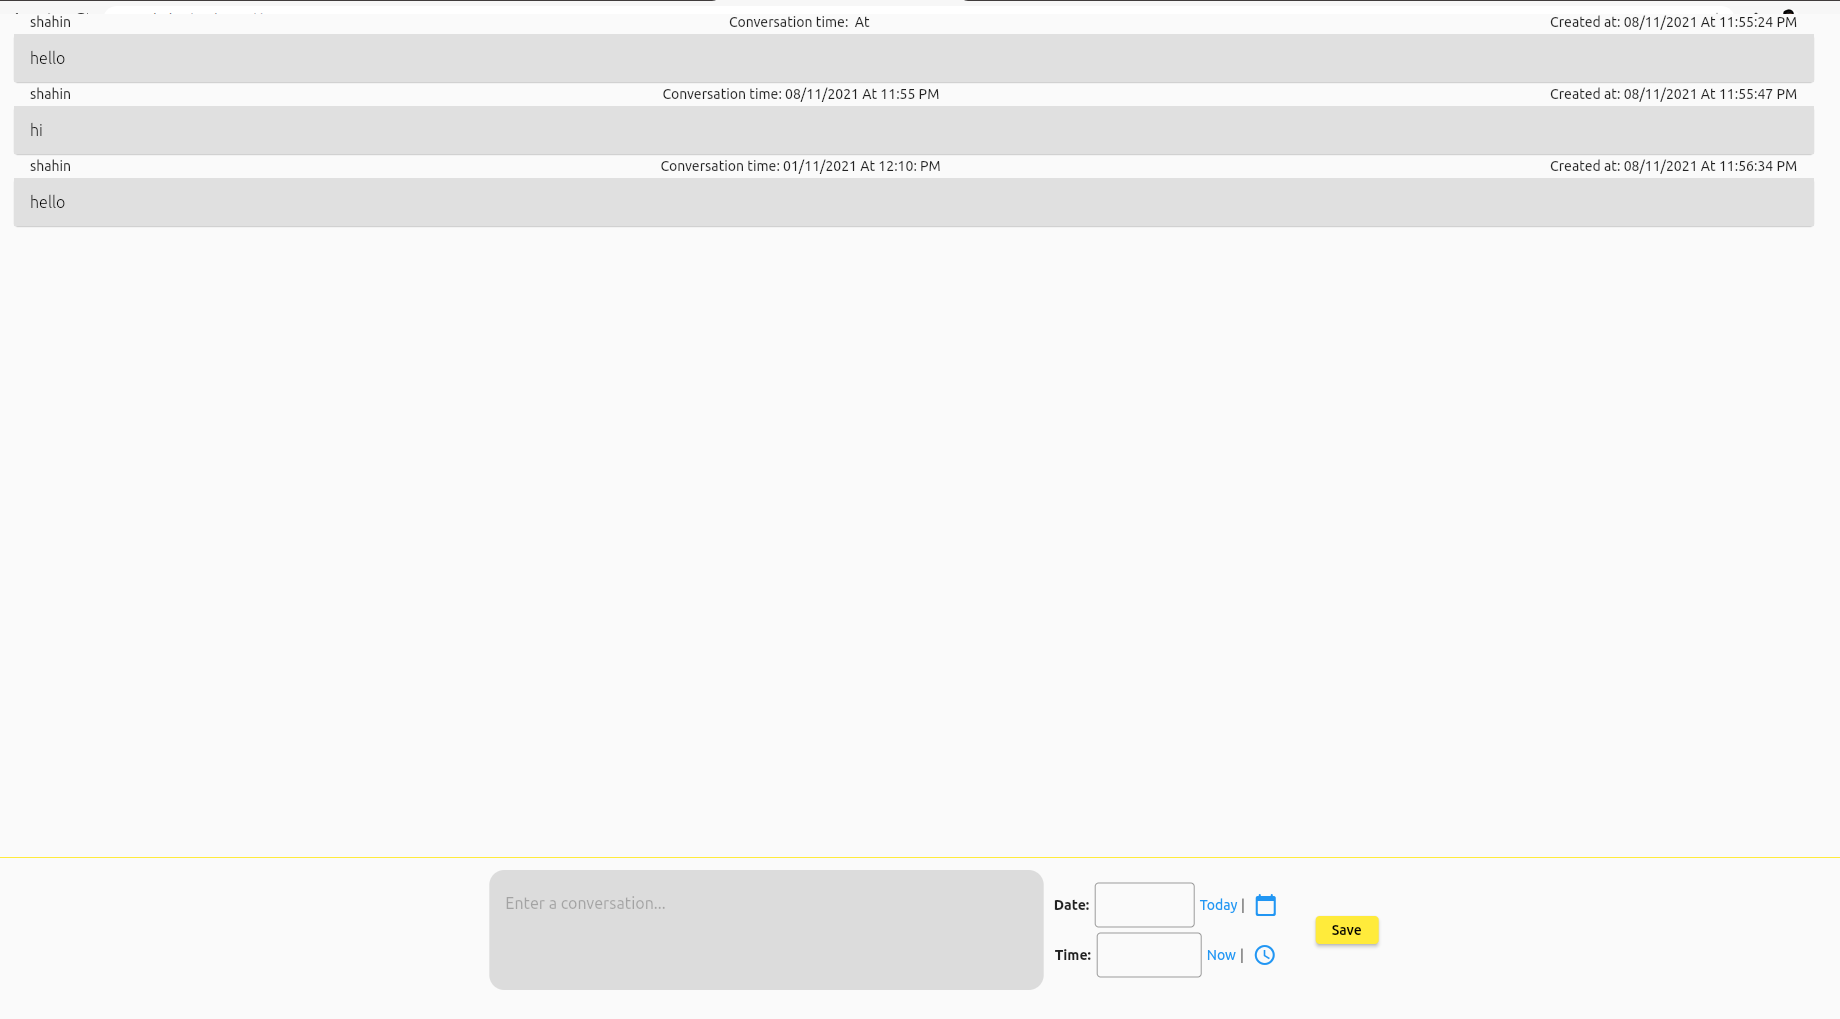 shahin Conversation time: At Created at: 08/11/2021 At 11:55:24 PM
hello
shahin Conversation time: 08/11/2021 At 11:55 PM Created at: 08/11/2021 At 11:55:47 PM
hi
shahin Conversation time: 01/11/2021 At 12:10: PM Created at: 08/11/2021 At 11:56:34 PM
hello
Enter a conversation...
Date: Today |
Time: Now |
Save